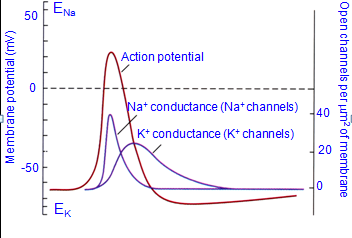 E_Na
50
Action potential
0
Na⁺ conductance (Na⁺ channels)
K⁺ conductance (K⁺ channels)
-50
E_K
Membrane potential (mV)
40
20
0
Open channels per μm² of membrane